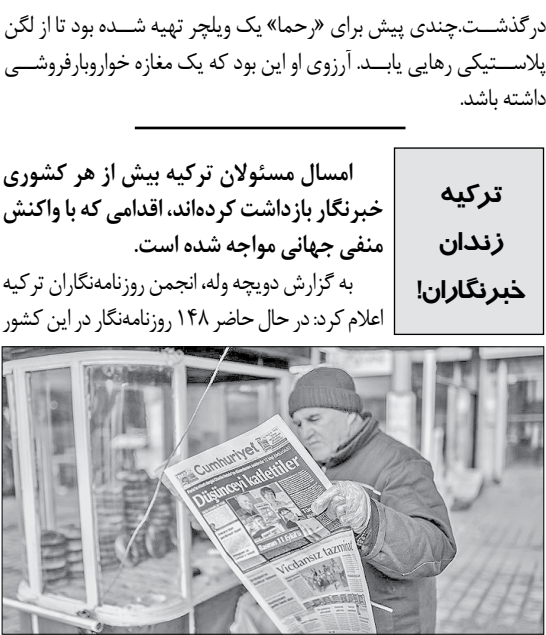 درگذشت.چندی پیش برای «رحما» یک ویلچر تهیه شده بود تا از لگن
پلاستیکی رهایی یابد. آرزوی او این بود که یک مغازه خواروبارفروشی
داشته باشد.
ترکیه
زندان
خبرنگاران!
امسال مسئولان ترکیه بیش از هر کشوری
خبرنگار بازداشت کرده‌اند، اقدامی که با واکنش
منفی جهانی مواجه شده است.
به گزارش دویچه وله، انجمن روزنامه‌نگاران ترکیه
اعلام کرد: در حال حاضر ۱۴۸ روزنامه‌نگار در این کشور
Cumhuriyet
Düşünceyi katlettiler
Vicdansız tazminat